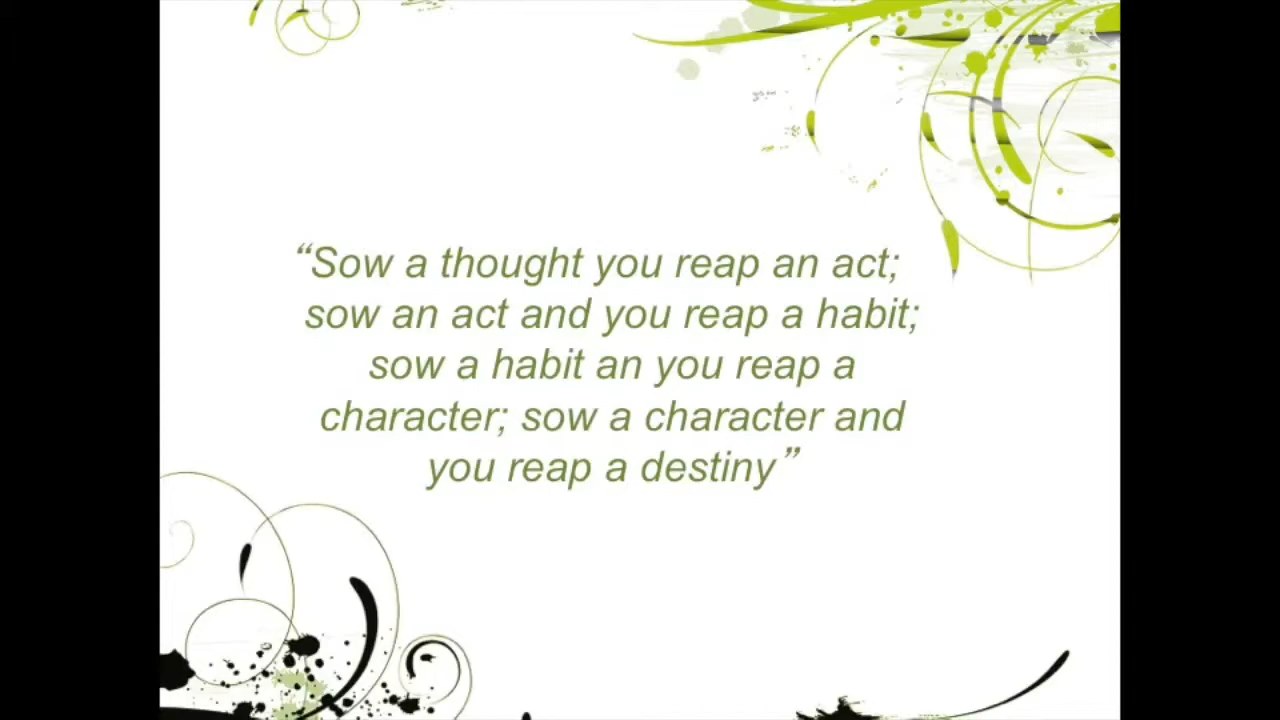 “Sow a thought you reap an act;
sow an act and you reap a habit;
sow a habit an you reap a
character; sow a character and
you reap a destiny”